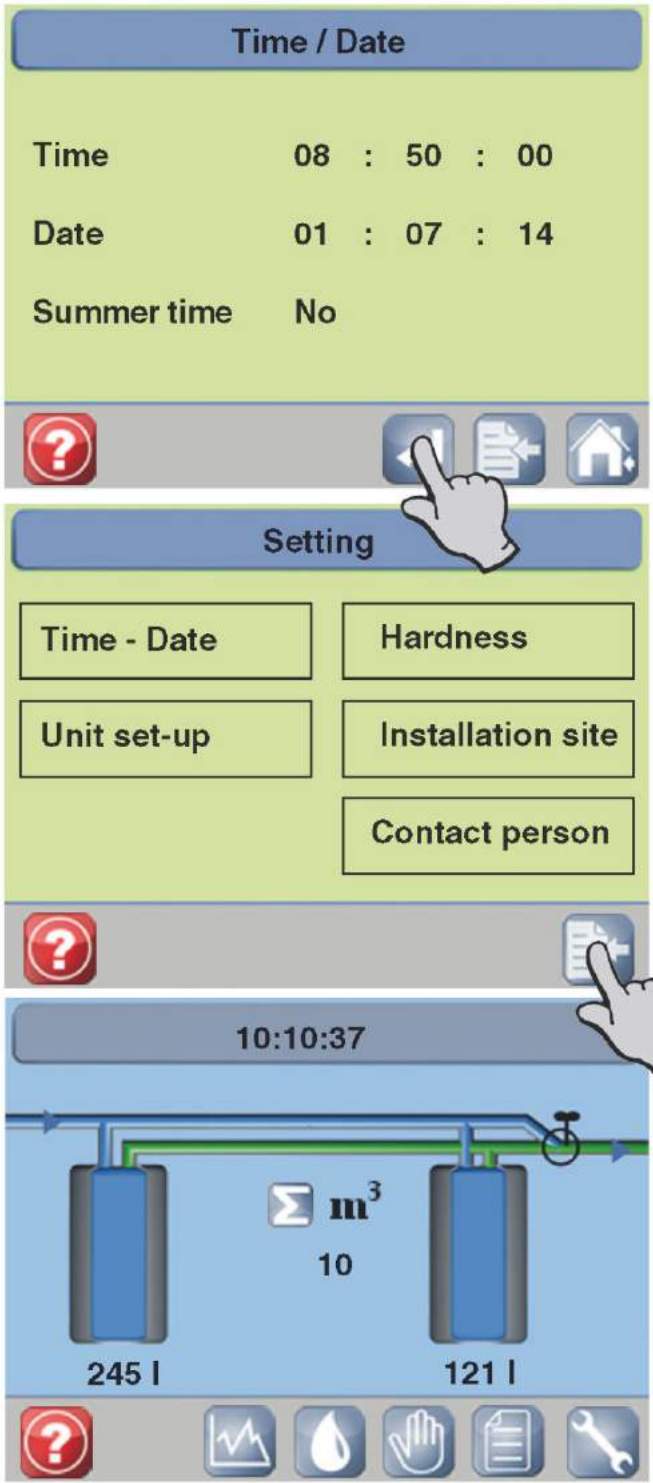 Time / Date
Time 08 : 50 : 00
Date 01 : 07 : 14
Summer time No
?
Setting
Time - Date Hardness
Unit set-up Installation site
Contact person
?
10:10:37
Σ m³
10
245 l 121 l
?